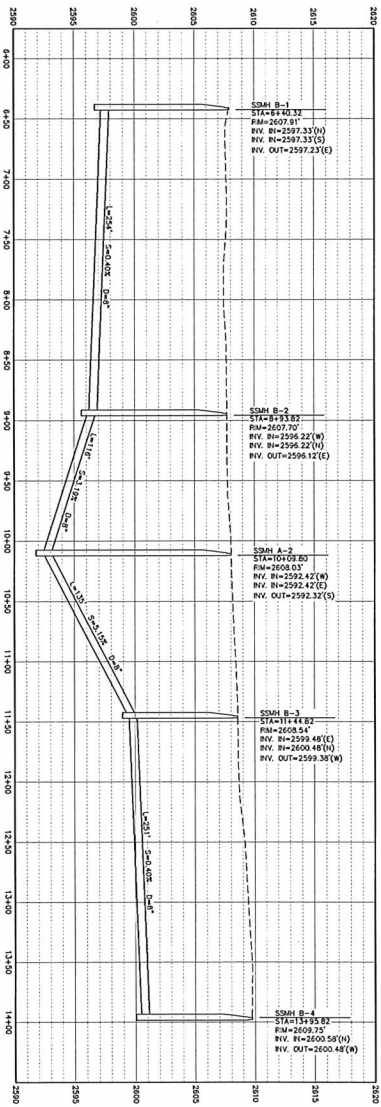 2590
2595
2600
2605
2610
2615
2620
6+00
6+50
7+00
7+50
8+00
8+50
9+00
9+50
10+00
10+50
11+00
11+50
12+00
12+50
13+00
13+50
14+00
SSMH B-1
STA=6+40.32
RIM=2607.91'
INV. IN=2597.33'(N)
INV. IN=2597.33'(S)
INV. OUT=2597.23'(E)
L=254' S=0.40% D=8"
SSMH B-2
STA=8+93.82
RIM=2607.70'
INV. IN=2596.22'(W)
INV. IN=2596.22'(N)
INV. OUT=2596.12'(E)
L=116' S=3.19% D=8"
SSMH A-2
STA=10+09.80
RIM=2608.03'
INV. IN=2592.42'(W)
INV. IN=2592.42'(E)
INV. OUT=2592.32'(S)
L=135' S=5.15% D=8"
SSMH B-3
STA=11+44.82
RIM=2608.54'
INV. IN=2599.48'(E)
INV. IN=2600.48'(N)
INV. OUT=2599.38'(W)
L=251' S=0.40% D=8"
SSMH B-4
STA=13+95.82
RIM=2609.75'
INV. IN=2600.58'(N)
INV. OUT=2600.48'(W)
2590
2595
2600
2605
2610
2615
2620